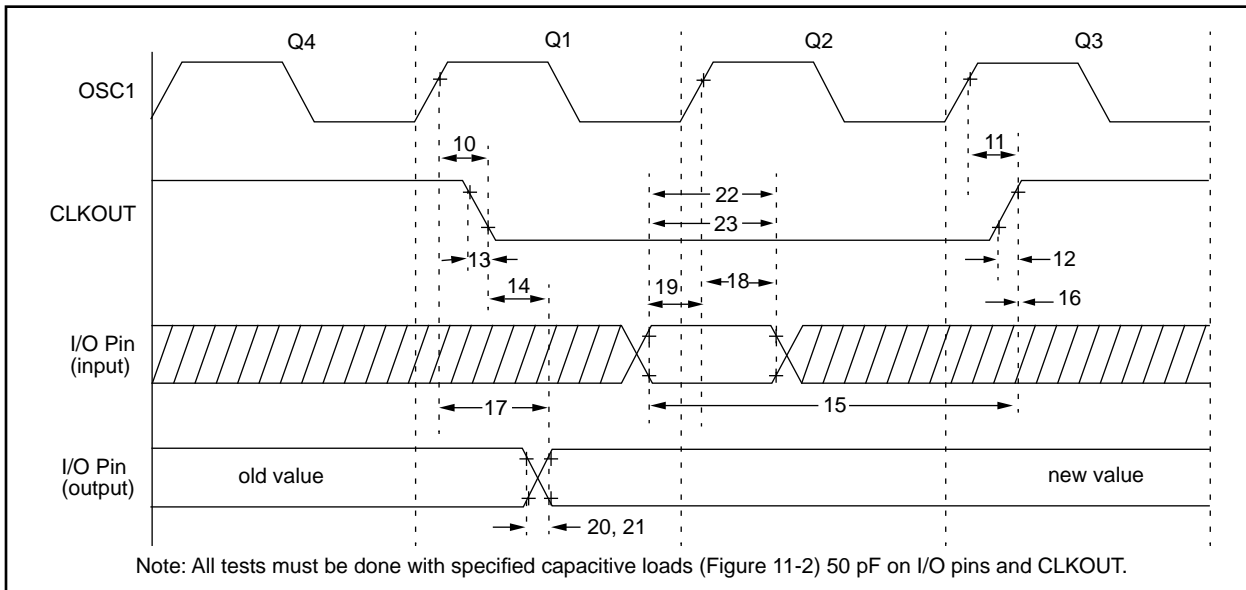 Q4 Q1 Q2 Q3
OSC1
10 11
22
CLKOUT
23
13 12
14 19 18 16
I/O Pin
(input)
17 15
I/O Pin
(output)
old value new value
20, 21
Note: All tests must be done with specified capacitive loads (Figure 11-2) 50 pF on I/O pins and CLKOUT.